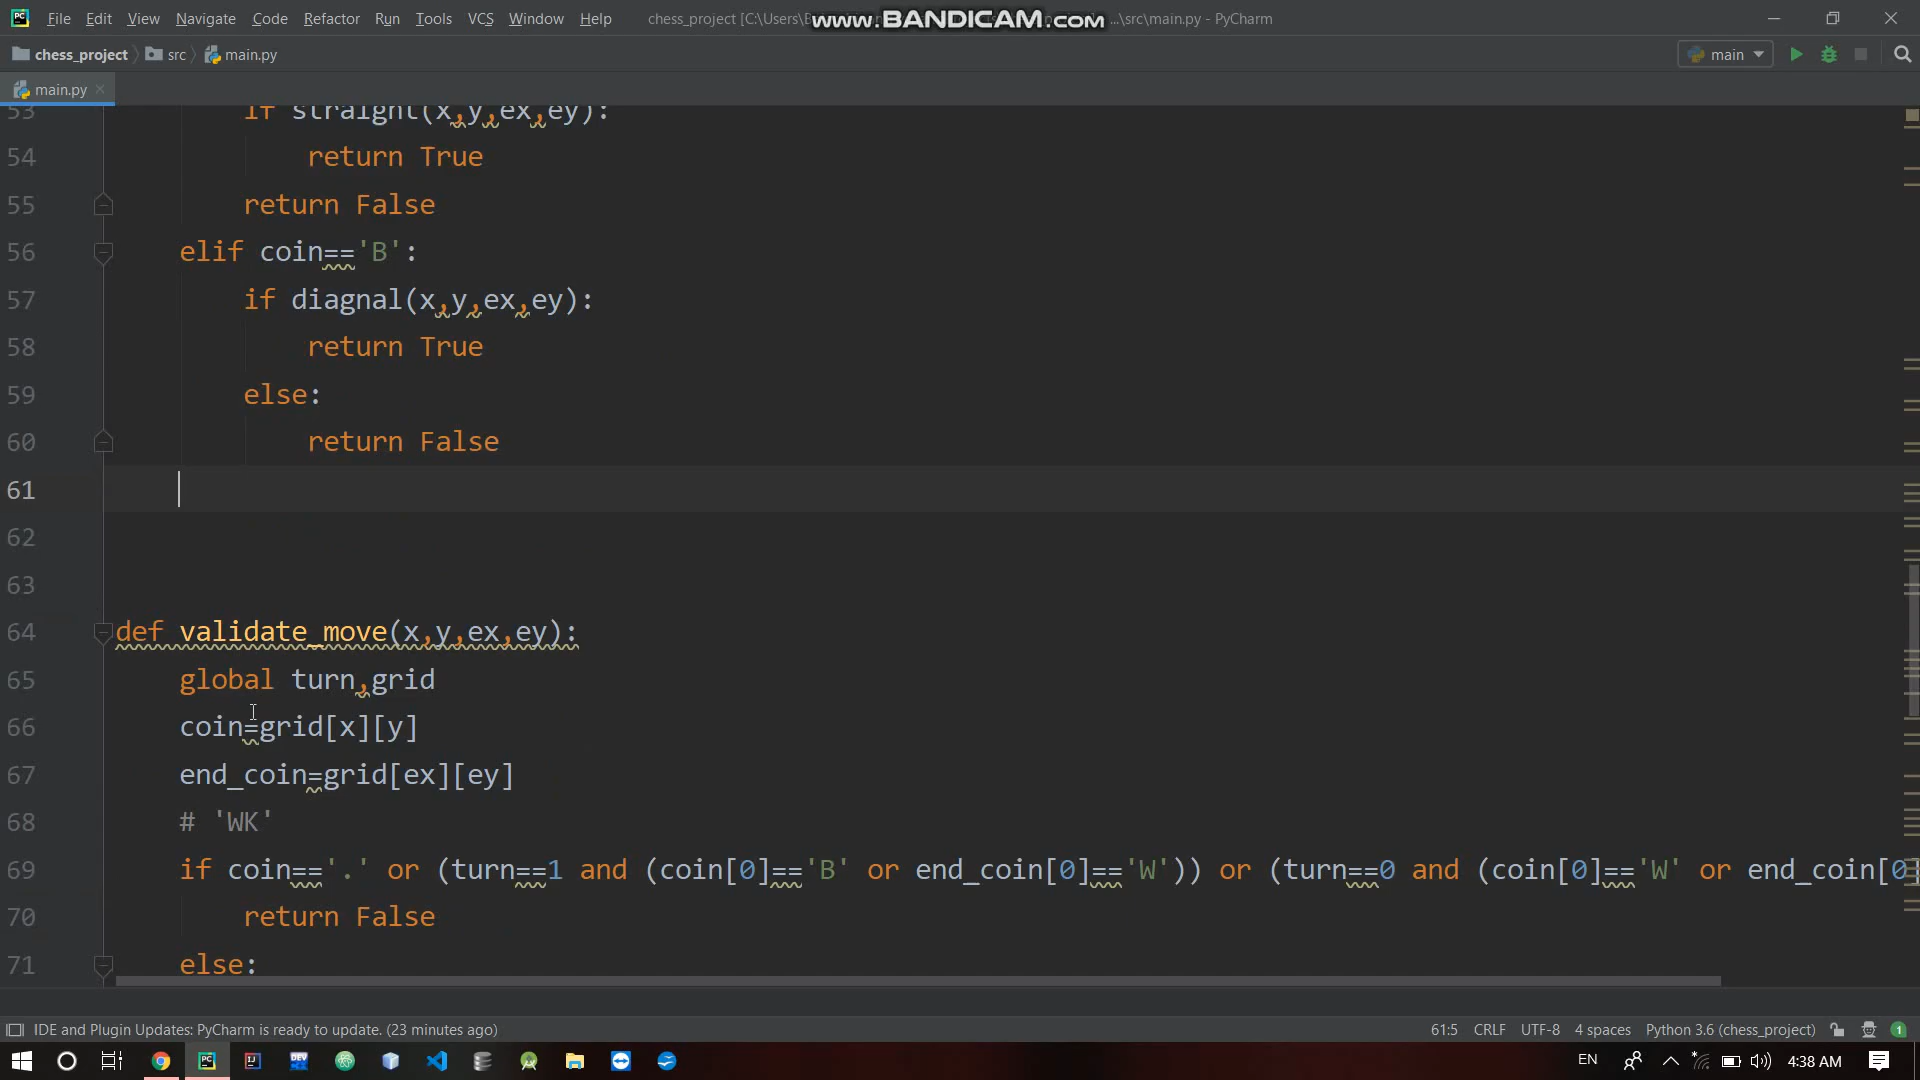 File Edit View Navigate Code Refactor Run Tools VCS Window Help chess_project [C:\Users\B ...\src\main.py - PyCharm
www.BANDICAM.com
chess_project src main.py main
main.py
53 if straight(x,y,ex,ey):
54 return True
55 return False
56 elif coin=='B':
57 if diagnal(x,y,ex,ey):
58 return True
59 else:
60 return False
61
62
63
64 def validate_move(x,y,ex,ey):
65 global turn,grid
66 coin=grid[x][y]
67 end_coin=grid[ex][ey]
68 # 'WK'
69 if coin=='.' or (turn==1 and (coin[0]=='B' or end_coin[0]=='W')) or (turn==0 and (coin[0]=='W' or end_coin[0]
70 return False
71 else:
IDE and Plugin Updates: PyCharm is ready to update. (23 minutes ago) 61:5 CRLF UTF-8 4 spaces Python 3.6 (chess_project) 1
PC IJ DEV EN 4:38 AM